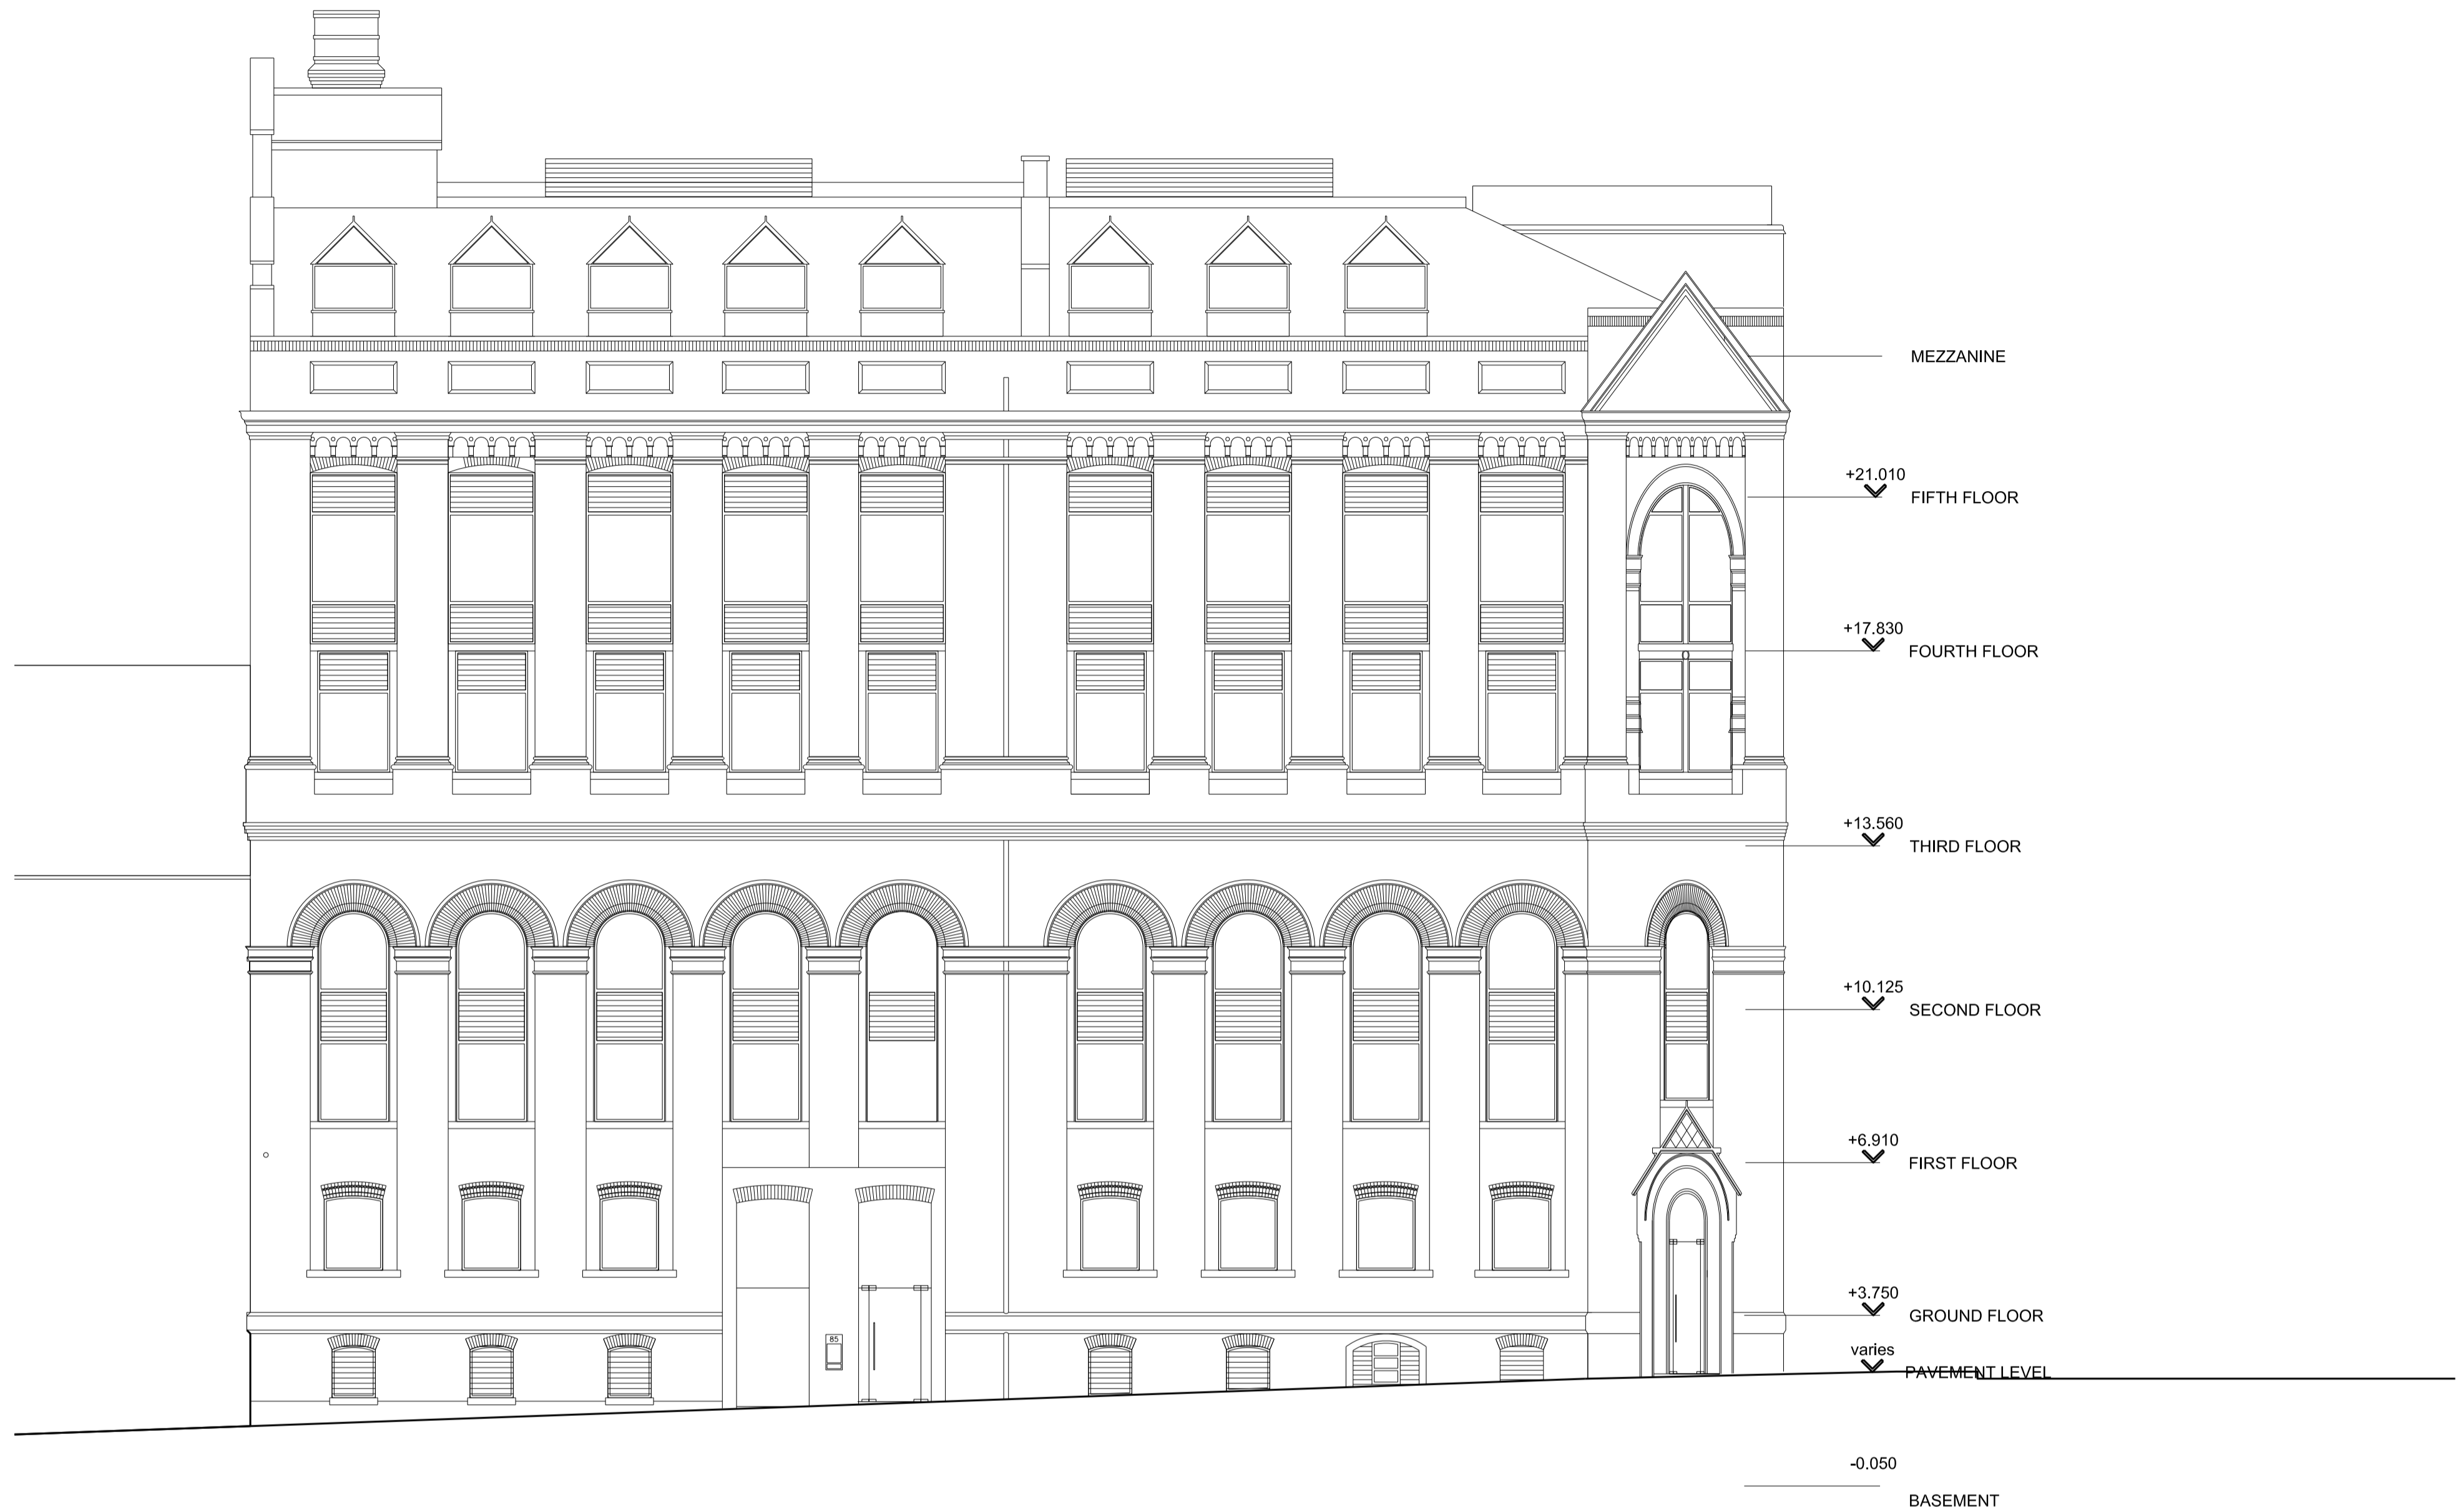 MEZZANINE
+21.010
FIFTH FLOOR
+17.830
FOURTH FLOOR
+13.560
THIRD FLOOR
+10.125
SECOND FLOOR
+6.910
FIRST FLOOR
+3.750
GROUND FLOOR
85
varies
PAVEMENT LEVEL
-0.050
BASEMENT